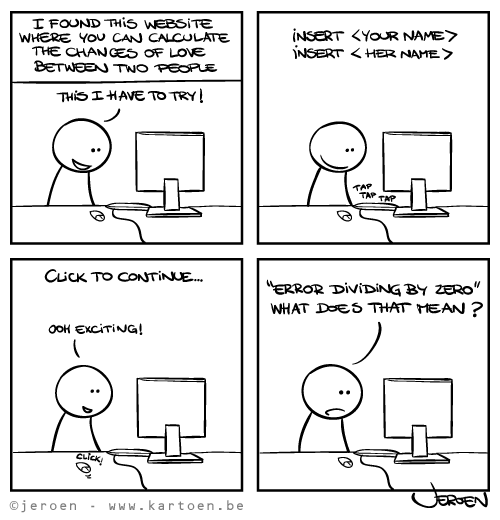 I FOUND THIS WEBSITE
WHERE YOU CAN CALCULATE
THE CHANCES OF LOVE
BETWEEN TWO PEOPLE
THIS I HAVE TO TRY!
INSERT <YOUR NAME>
INSERT <HER NAME>
TAP
TAP
TAP
CLICK TO CONTINUE...
OOH EXCITING!
CLICK!
"ERROR DIVIDING BY ZERO"
WHAT DOES THAT MEAN?
JEROEN
©jeroen - www.kartoen.be